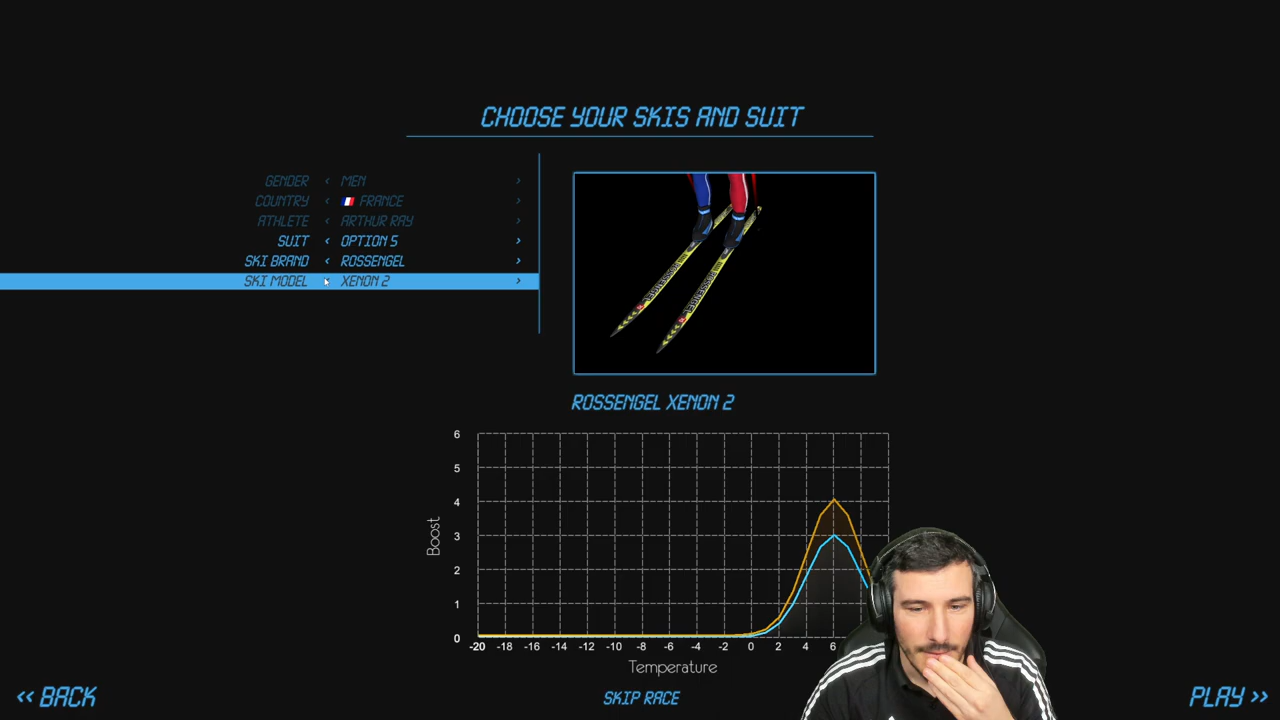 CHOOSE YOUR SKIS AND SUIT
GENDER < MEN >
COUNTRY < FRANCE >
ATHLETE < ARTHUR RAY >
SUIT < OPTION 5 >
SKI BRAND < ROSSENGEL >
SKI MODEL < XENON 2 >
ROSSENGEL XENON 2
6
5
4
3
2
1
0
Boost
-20 -18 -16 -14 -12 -10 -8 -6 -4 -2 0 2 4 6
Temperature
<< BACK
SKIP RACE
PLAY >>